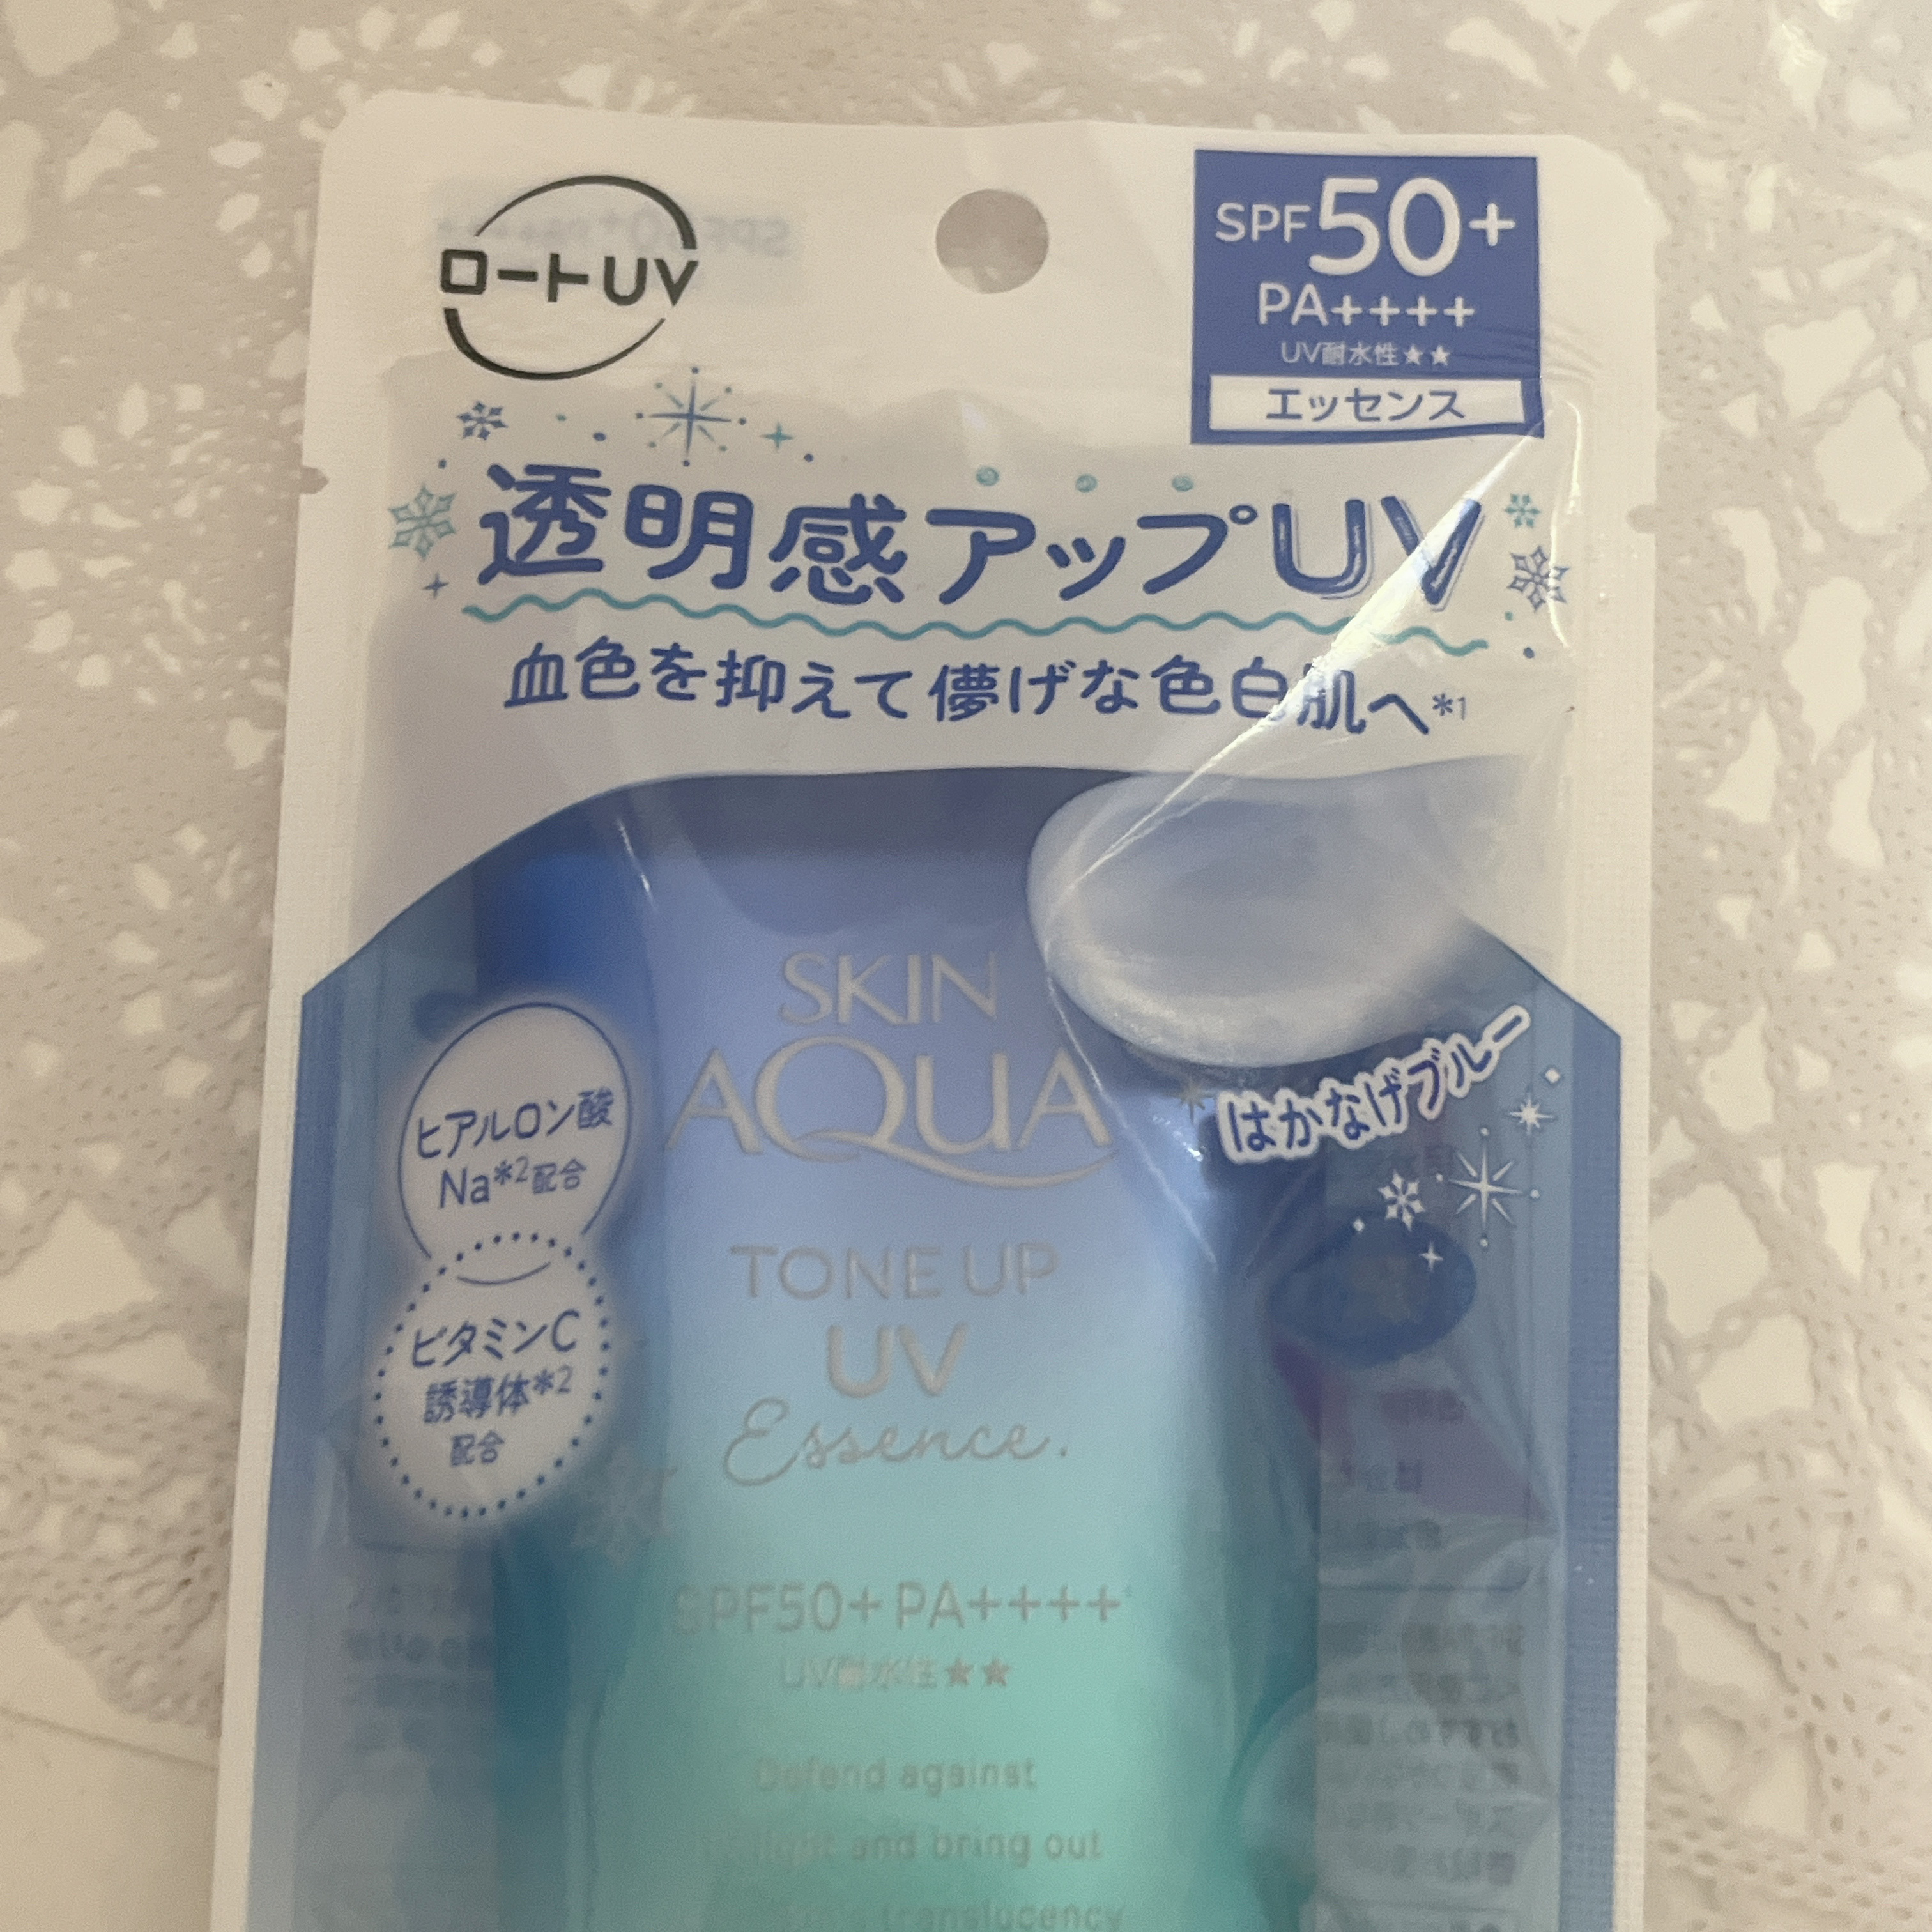 ロートUV
SPF50+
PA++++
UV耐水性★★
エッセンス
透明感アップUV
血色を抑えて儚げな色白肌へ*1
SKIN
AQUA
はかなげブルー
ヒアルロン酸
Na*2配合
ビタミンC
誘導体*2
配合
TONE UP
UV
Essence.
SPF50+ PA++++
UV耐水性★★
Defend against
light and bring out
translucency